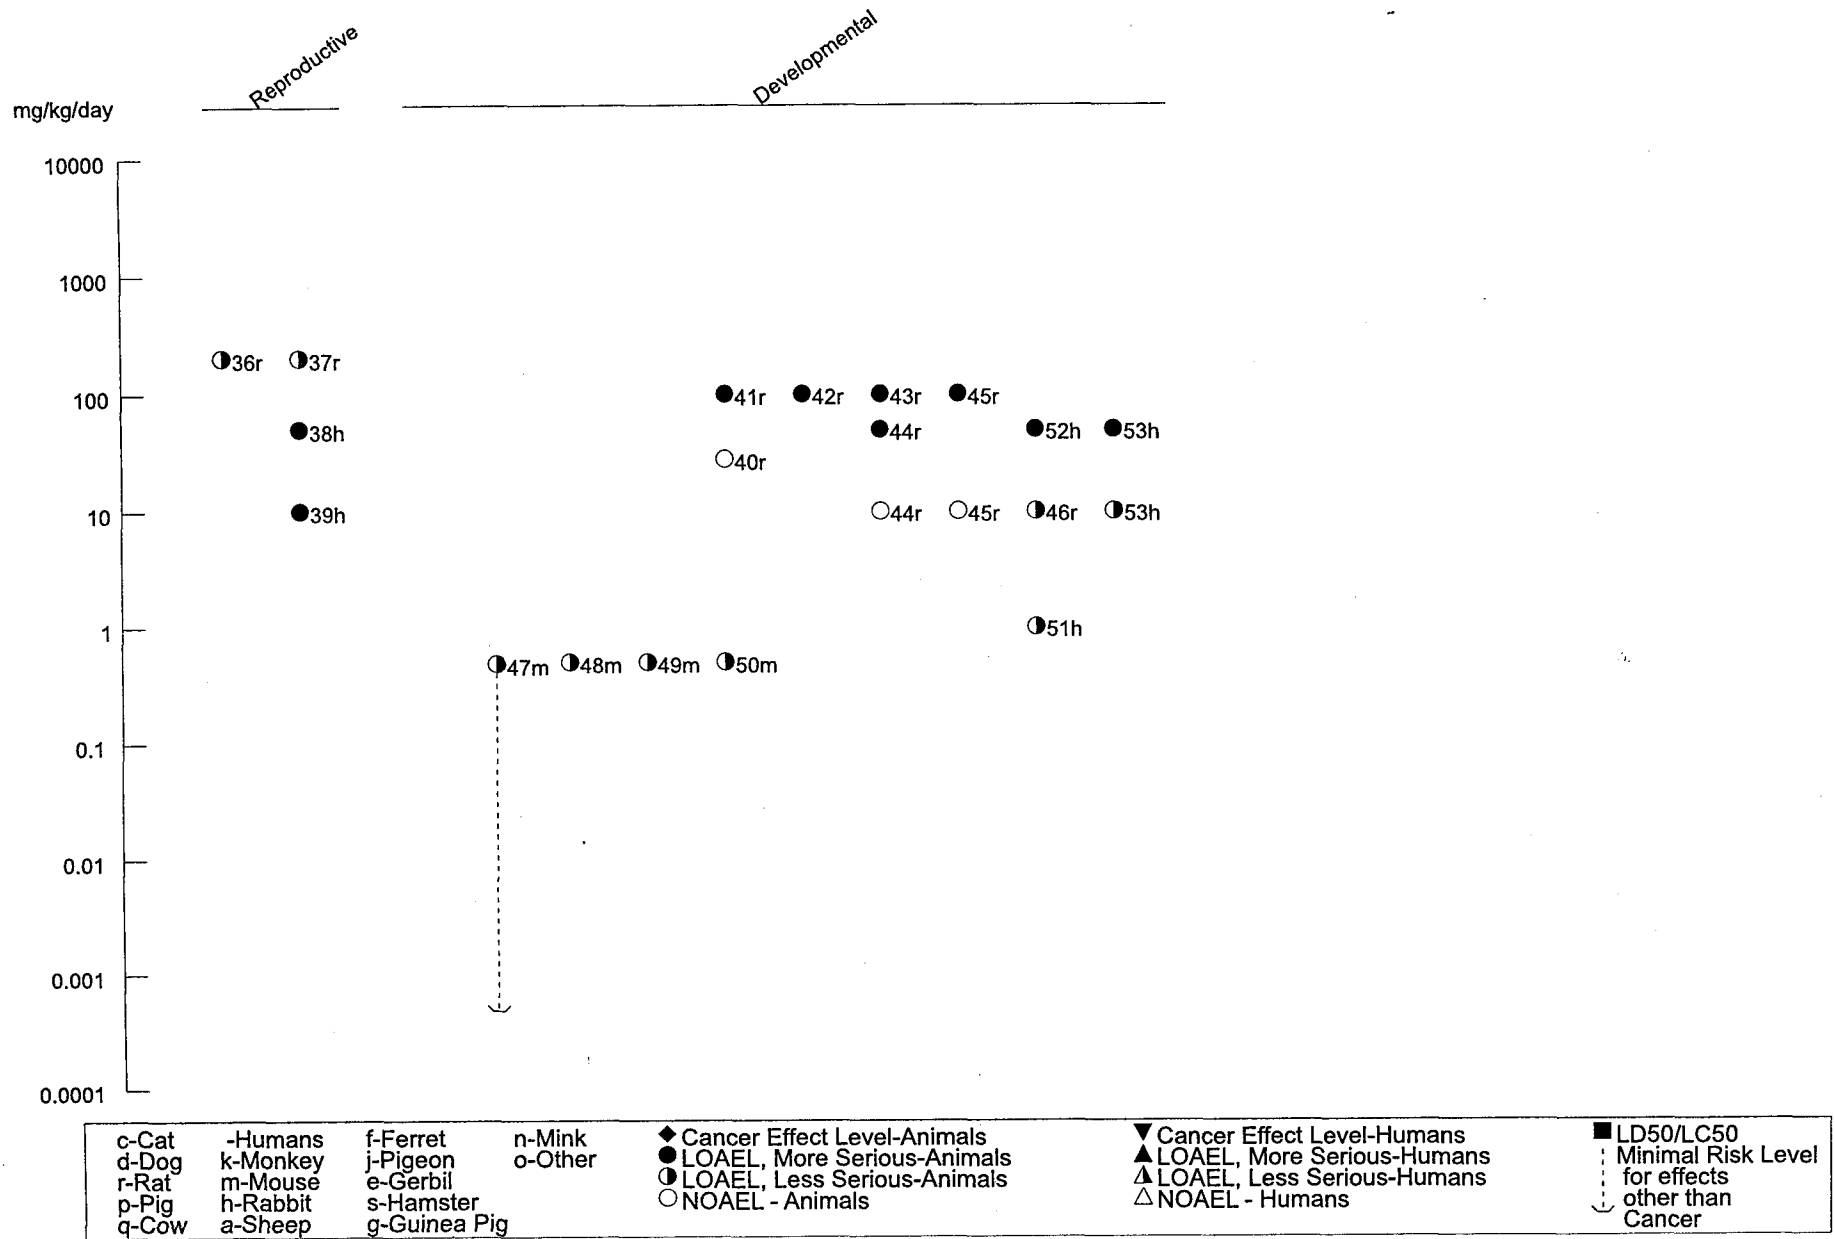 Reproductive
Developmental
mg/kg/day
10000
1000
36r 37r
100
41r 42r 43r 45r
38h
44r 52h 53h
40r
10
39h
44r 45r 46r 53h
1
51h
47m 48m 49m 50m
0.1
0.01
0.001
0.0001
c-Cat -Humans f-Ferret n-Mink
d-Dog k-Monkey j-Pigeon o-Other
r-Rat m-Mouse e-Gerbil
p-Pig h-Rabbit s-Hamster
q-Cow a-Sheep g-Guinea Pig
Cancer Effect Level-Animals
LOAEL, More Serious-Animals
LOAEL, Less Serious-Animals
NOAEL - Animals
Cancer Effect Level-Humans
LOAEL, More Serious-Humans
LOAEL, Less Serious-Humans
NOAEL - Humans
LD50/LC50
Minimal Risk Level
for effects
other than
Cancer